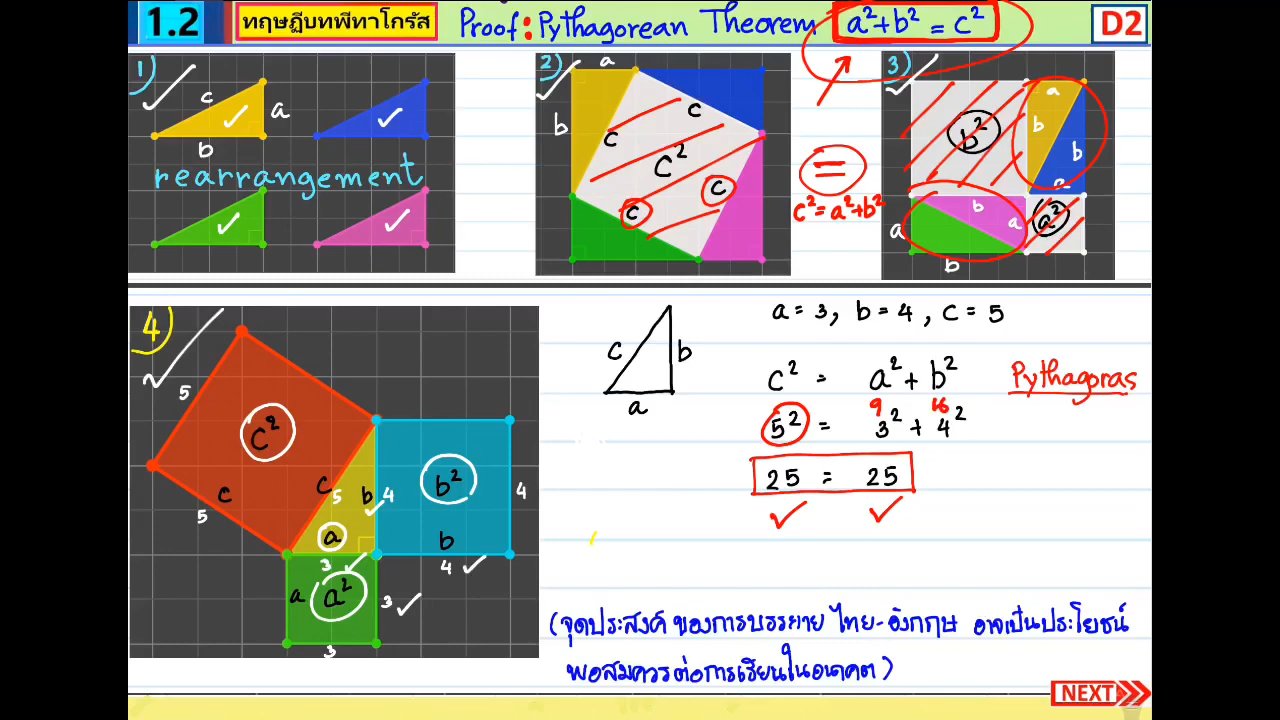 1.2 ทฤษฎีบทพีทาโกรัส Proof: Pythagorean Theorem a²+b² = c² D2
1)
c
a
b
rearrangement
2)
a
b
c
c
c²
c
c
=
c² = a²+b²
3)
b²
a
b
b
a
b
a
a²
a
b
4)
5
c²
c
5
c
5
b
4
b²
4
a
b
3
4
a
a²
3
3
c
b
a
a = 3, b = 4, c = 5
c² = a² + b² Pythagoras
9 16
5² = 3² + 4²
25 = 25
(จุดประสงค์ ของการบรรยาย ไทย-อังกฤษ อาจเป็นประโยชน์
พอสมควรต่อการเรียนในอนาคต)
NEXT